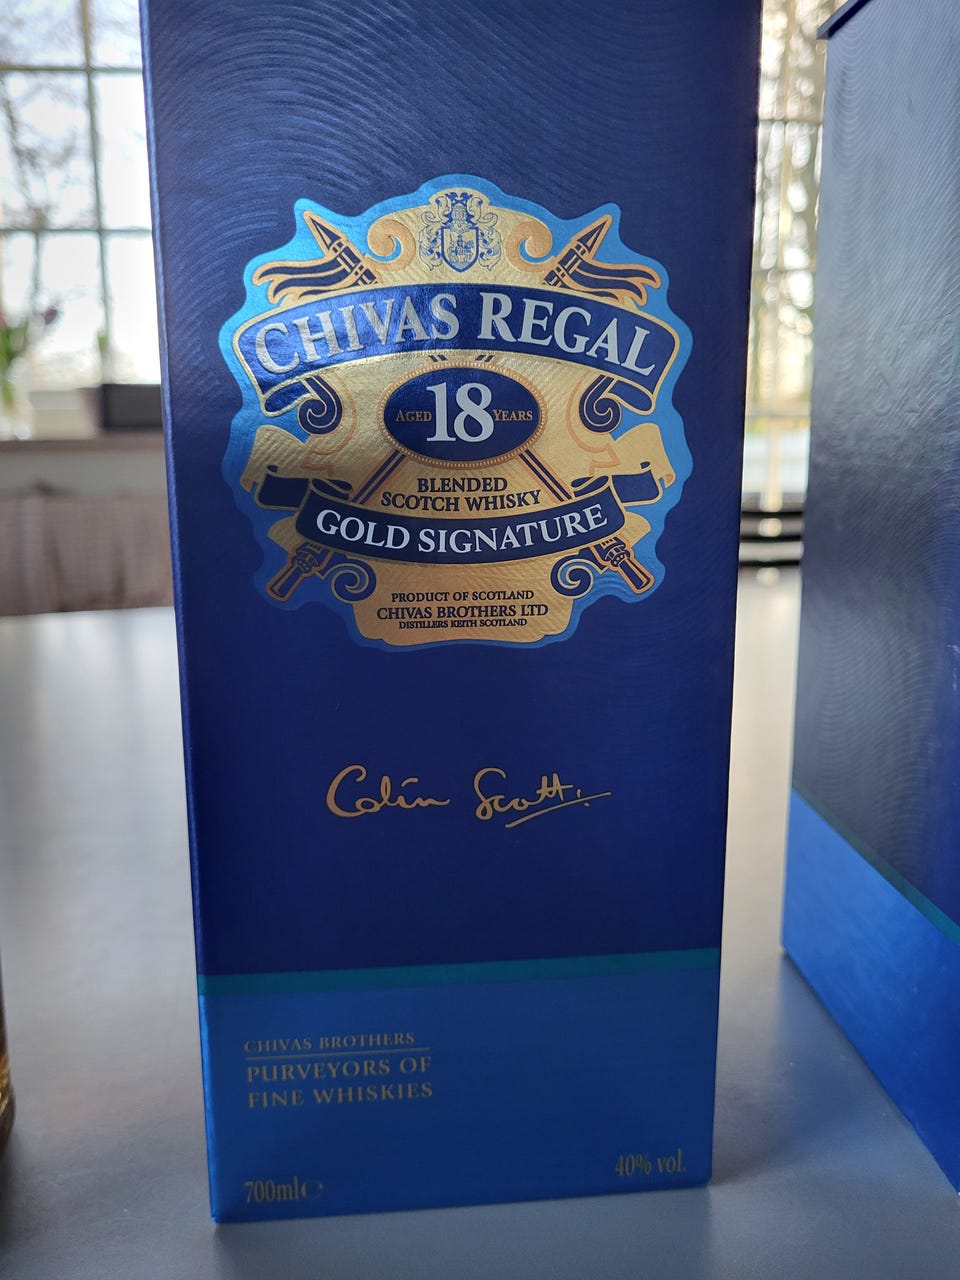 CHIVAS REGAL
AGED 18 YEARS
BLENDED
SCOTCH WHISKY
GOLD SIGNATURE
PRODUCT OF SCOTLAND
CHIVAS BROTHERS LTD
DISTILLERS KEITH SCOTLAND
Colin Scott.
CHIVAS BROTHERS
PURVEYORS OF
FINE WHISKIES
700ml℮
40% vol.